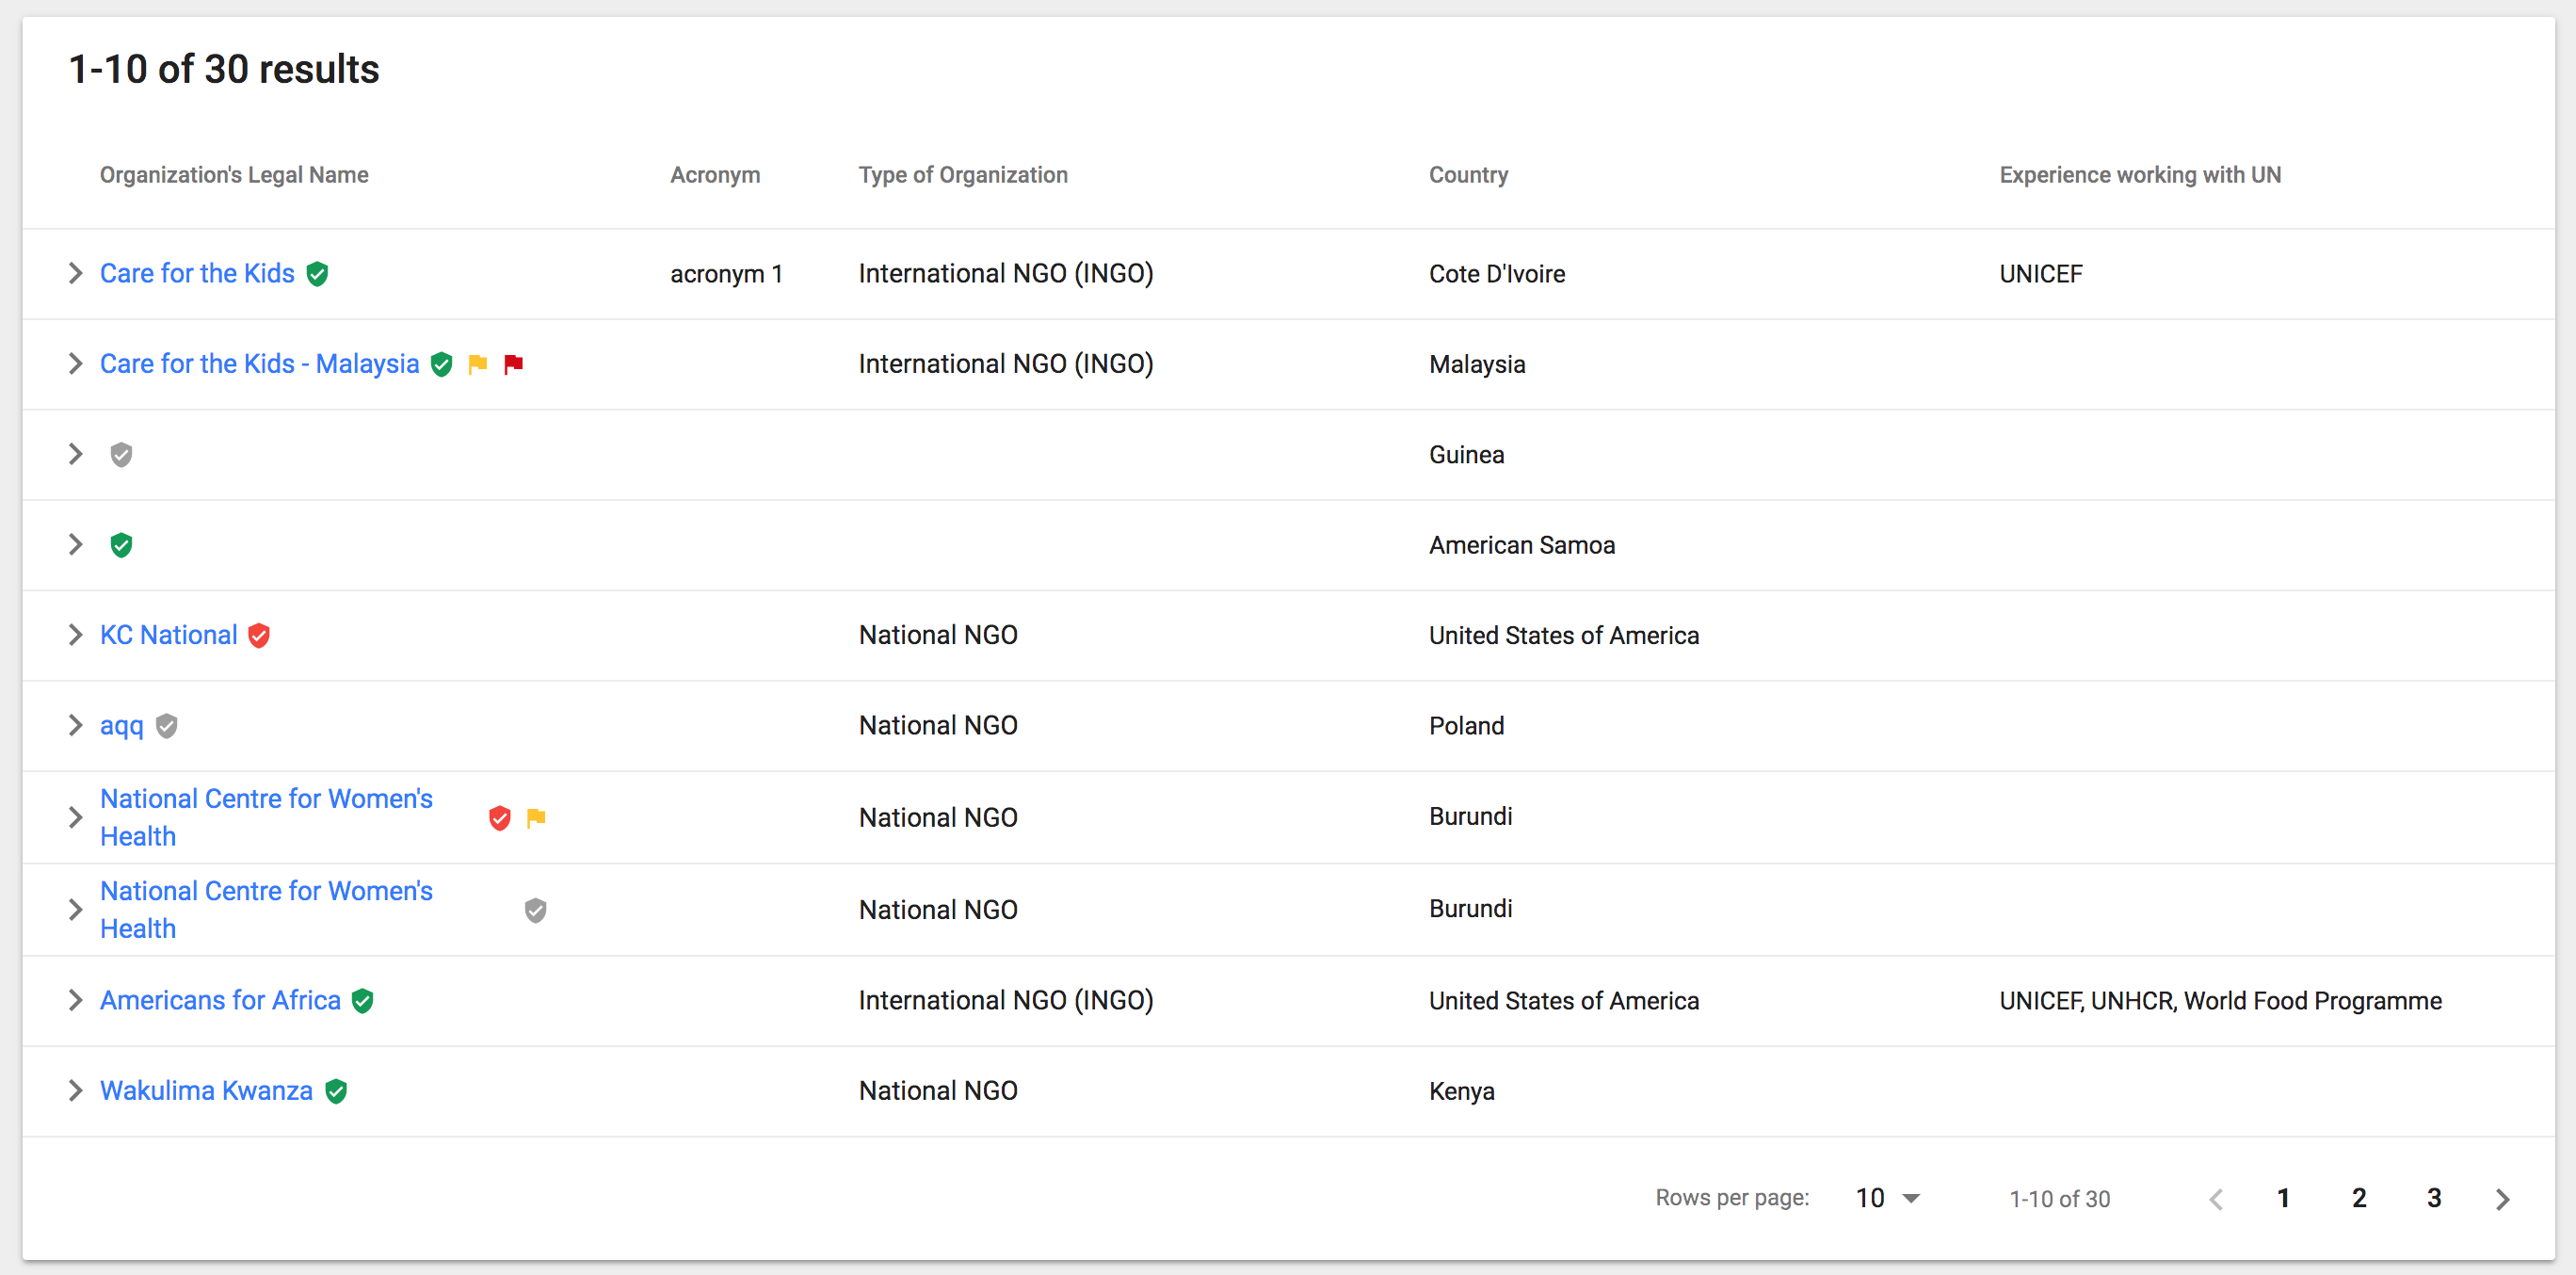 1-10 of 30 results
Organization's Legal Name Acronym Type of Organization Country Experience working with UN
Care for the Kids acronym 1 International NGO (INGO) Cote D'Ivoire UNICEF
Care for the Kids - Malaysia International NGO (INGO) Malaysia
Guinea
American Samoa
KC National National NGO United States of America
aqq National NGO Poland
National Centre for Women's
Health National NGO Burundi
National Centre for Women's
Health National NGO Burundi
Americans for Africa International NGO (INGO) United States of America UNICEF, UNHCR, World Food Programme
Wakulima Kwanza National NGO Kenya
Rows per page: 10 1-10 of 30 1 2 3